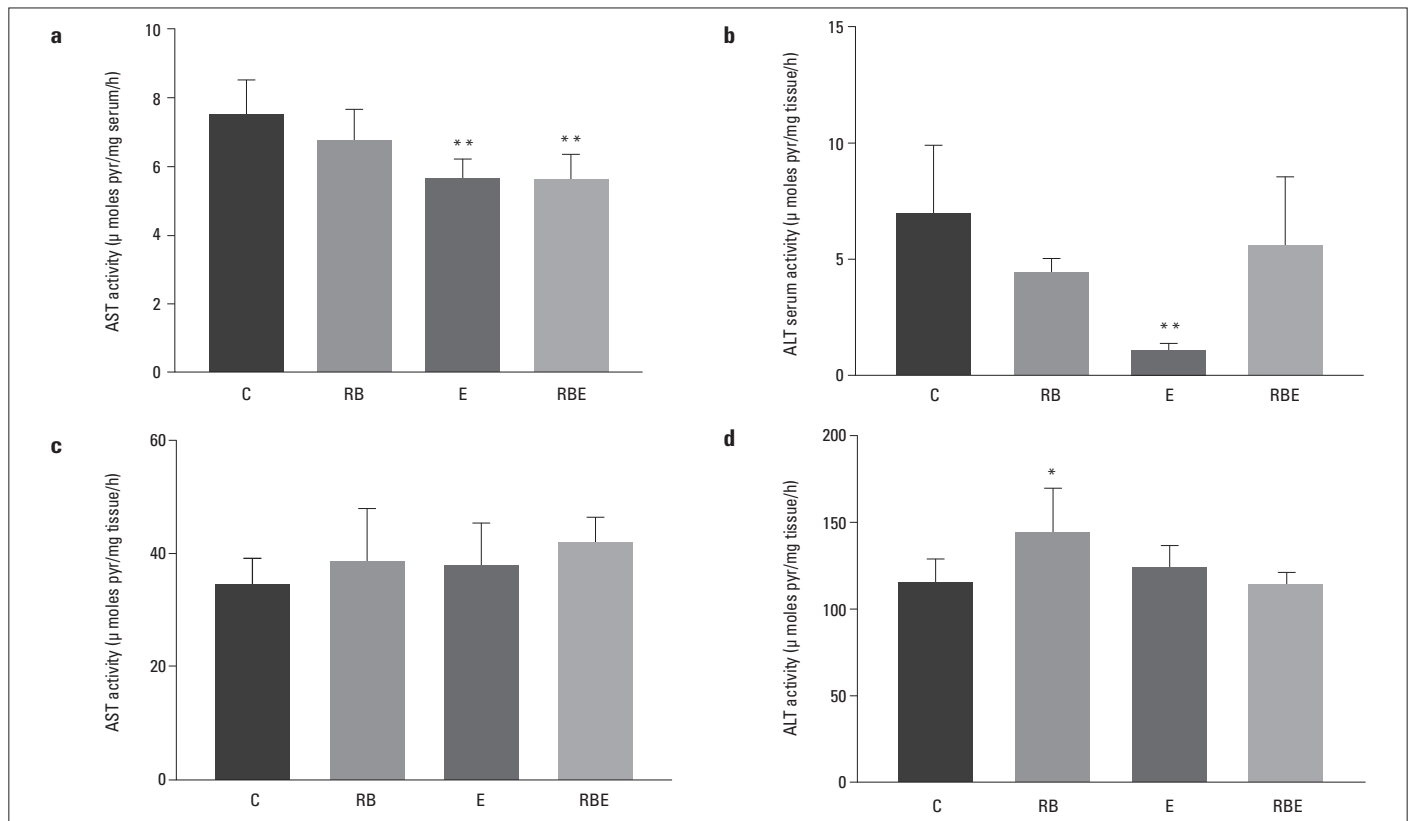 a
AST activity (µ moles pyr/mg serum/h)
10
8
6
4
2
0
**
**
C RB E RBE
b
ALT serum activity (µ moles pyr/mg tissue/h)
15
10
5
0
**
C RB E RBE
c
AST activity (µ moles pyr/mg tissue/h)
60
40
20
0
C RB E RBE
d
ALT activity (µ moles pyr/mg tissue/h)
200
150
100
50
0
*
C RB E RBE